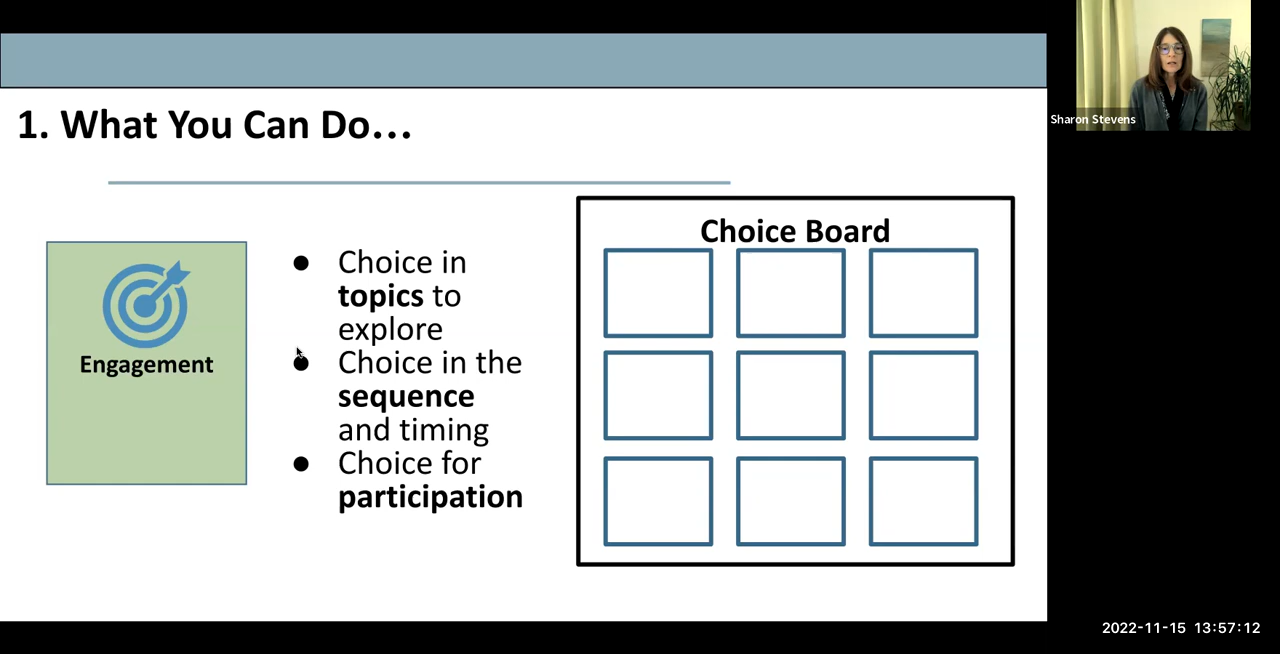 1. What You Can Do…
Engagement
● Choice in
topics to
explore
● Choice in the
sequence
and timing
● Choice for
participation
Choice Board
Sharon Stevens
2022-11-15 13:57:12